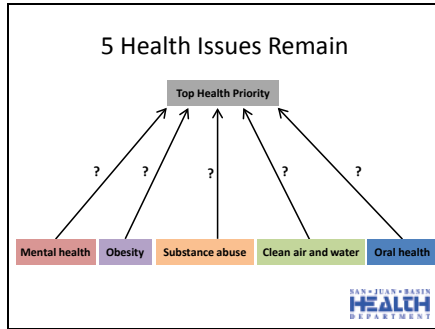 5 Health Issues Remain
Top Health Priority
? ? ? ? ?
Mental health Obesity Substance abuse Clean air and water Oral health
SAN • JUAN • BASIN
HEALTH
DEPARTMENT